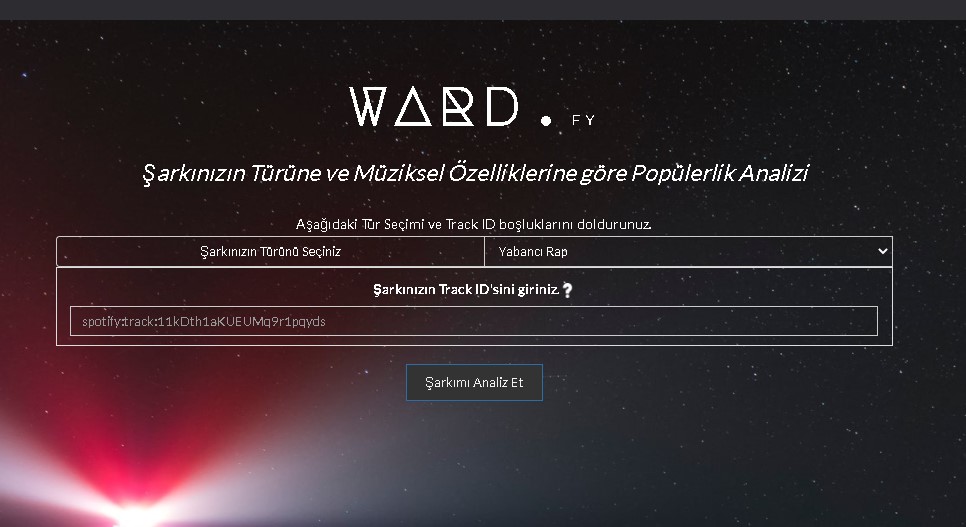 WARD . FY
Şarkınızın Türüne ve Müziksel Özelliklerine göre Popülerlik Analizi
Aşağıdaki Tür Seçimi ve Track ID boşluklarını doldurunuz.
Şarkınızın Türünü Seçiniz Yabancı Rap
Şarkınızın Track ID'sini giriniz.❓
spotify:track:11kDth1aKUEUMq9r1pqyds
Şarkımı Analiz Et